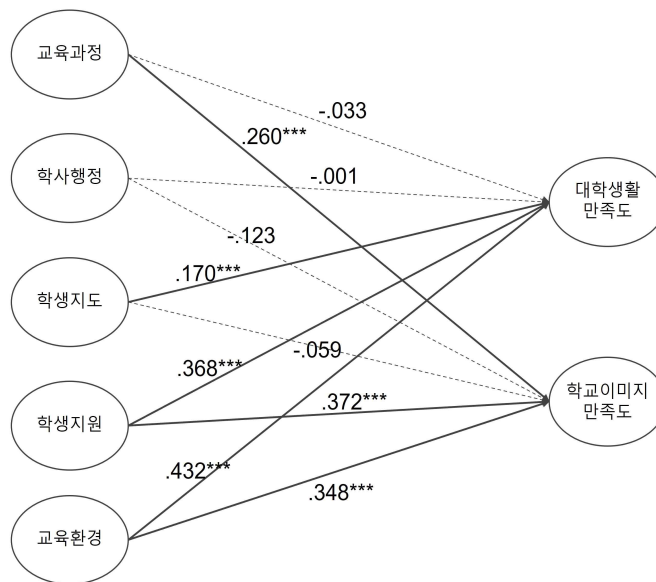 교육과정
-.033
.260***
학사행정
-.001
대학생활
만족도
-.123
.170***
학생지도
-.059
.368***
학교이미지
만족도
.372***
학생지원
.432***
.348***
교육환경